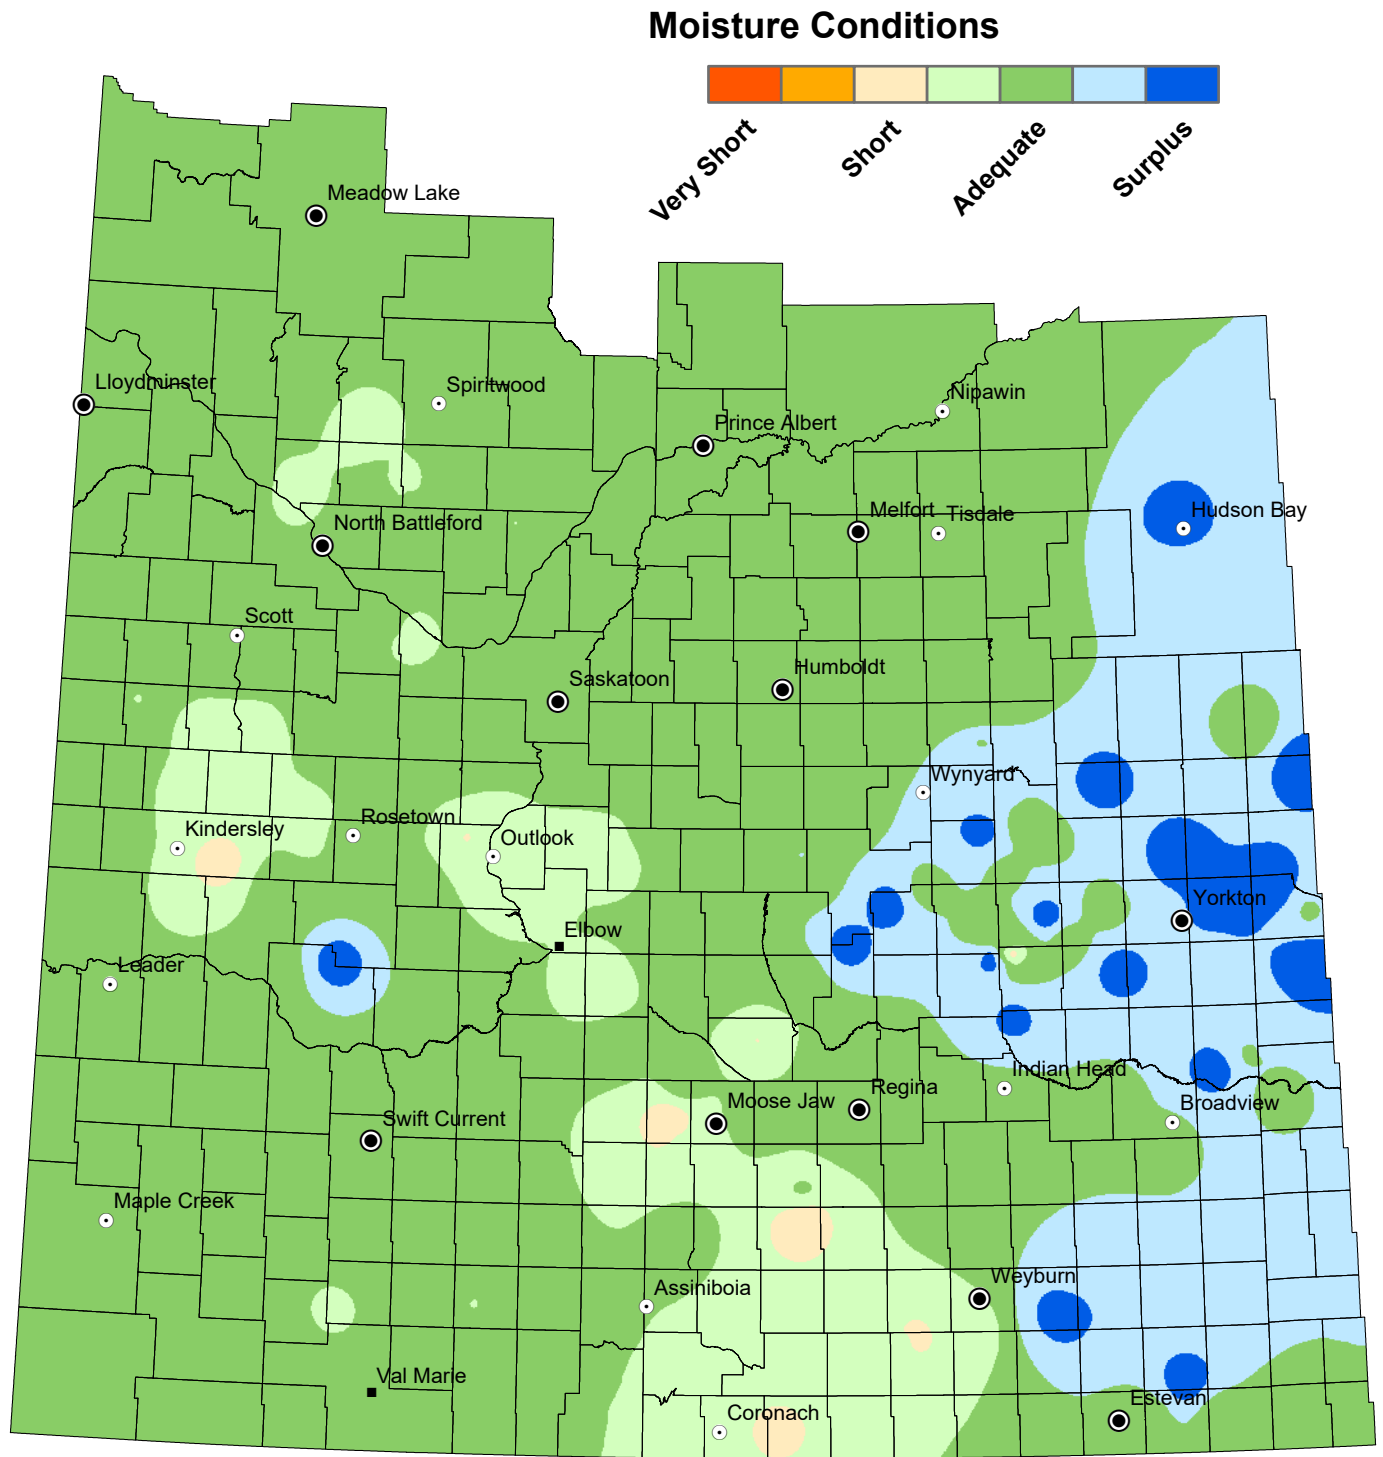 Moisture Conditions
Very Short
Short
Adequate
Surplus
Meadow Lake
Lloydminster
Spiritwood
Nipawin
Prince Albert
North Battleford
Melfort
Tisdale
Hudson Bay
Scott
Saskatoon
Humboldt
Wynyard
Kindersley
Rosetown
Outlook
Yorkton
Elbow
Leader
Indian Head
Regina
Moose Jaw
Broadview
Swift Current
Maple Creek
Assiniboia
Weyburn
Val Marie
Coronach
Estevan